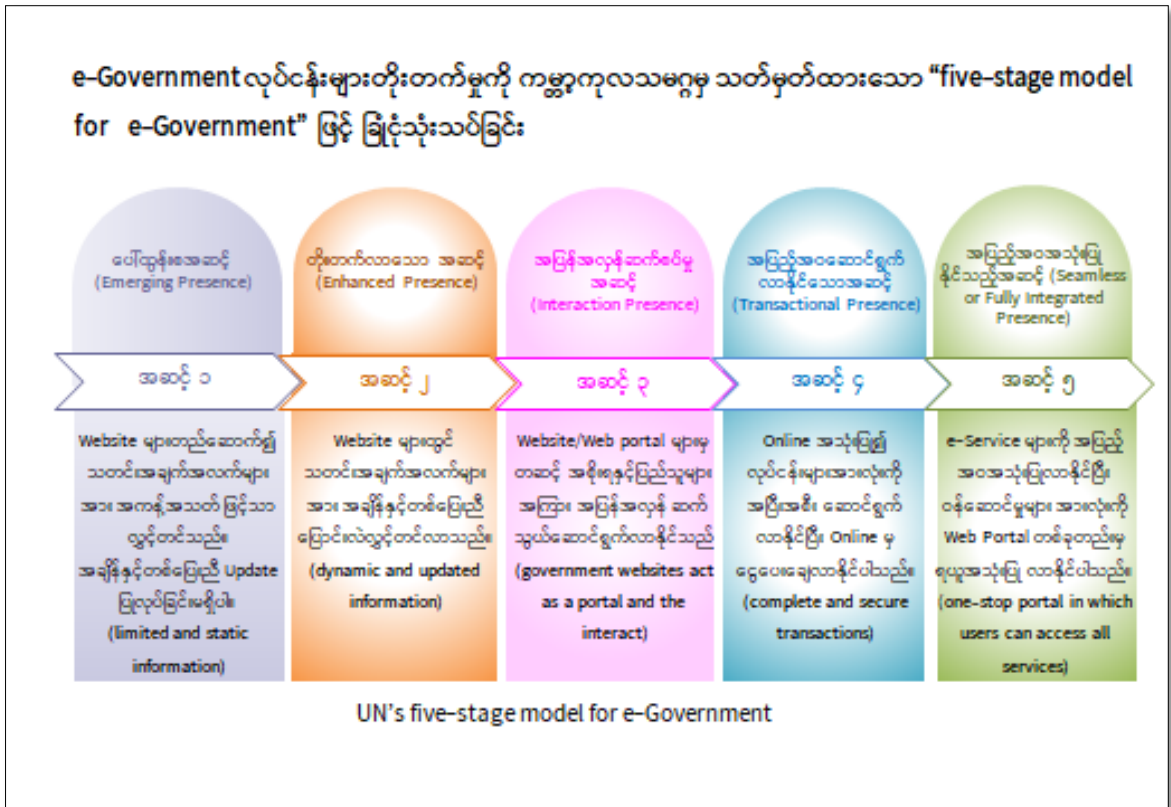 e-Government လုပ်ငန်းများတိုးတက်မှုကို ကမ္ဘာ့ကုလသမဂ္ဂမှ သတ်မှတ်ထားသော “five-stage model
for e-Government” ဖြင့် ခြုံငုံသုံးသပ်ခြင်း
ပေါ်ထွန်းစအဆင့်
(Emerging Presence)
တိုးတက်လာသော အဆင့်
(Enhanced Presence)
အပြန်အလှန်ဆက်စပ်မှု
အဆင့်
(Interaction Presence)
အပြည့်အဝဆောင်ရွက်
လာနိုင်သောအဆင့်
(Transactional Presence)
အပြည့်အဝအသုံးပြု
နိုင်သည့်အဆင့် (Seamless
or Fully Integrated
Presence)
အဆင့် ၁
အဆင့် ၂
အဆင့် ၃
အဆင့် ၄
အဆင့် ၅
Website များတည်ဆောက်၍
သတင်းအချက်အလက်များ
အား အကန့်အသတ် ဖြင့်သာ
လွှင့်တင်သည်။
အချိန်နှင့်တစ်ပြေးညီ Update
ပြုလုပ်ခြင်းမရှိပါ။
(limited and static
information)
Website များတွင်
သတင်းအချက်အလက်များ
အား အချိန်နှင့်တစ်ပြေးညီ
ပြောင်းလဲလွှင့်တင်လာသည်။
(dynamic and updated
information)
Website/Web portal များမှ
တဆင့် အစိုးရနှင့်ပြည်သူများ
အကြား အပြန်အလှန် ဆက်
သွယ်ဆောင်ရွက်လာနိုင်သည်
(government websites act
as a portal and the
interact)
Online အသုံးပြု၍
လုပ်ငန်းများအားလုံးကို
အပြီးအစီး ဆောင်ရွက်
လာနိုင်ပြီး Online မှ
ငွေပေးချေလာနိုင်ပါသည်။
(complete and secure
transactions)
e-Service များကို အပြည့်
အဝအသုံးပြုလာနိုင်ပြီး
ဝန်ဆောင်မှုများ အားလုံးကို
Web Portal တစ်ခုတည်းမှ
ရယူအသုံးပြု လာနိုင်ပါသည်။
(one-stop portal in which
users can access all
services)
UN’s five-stage model for e-Government